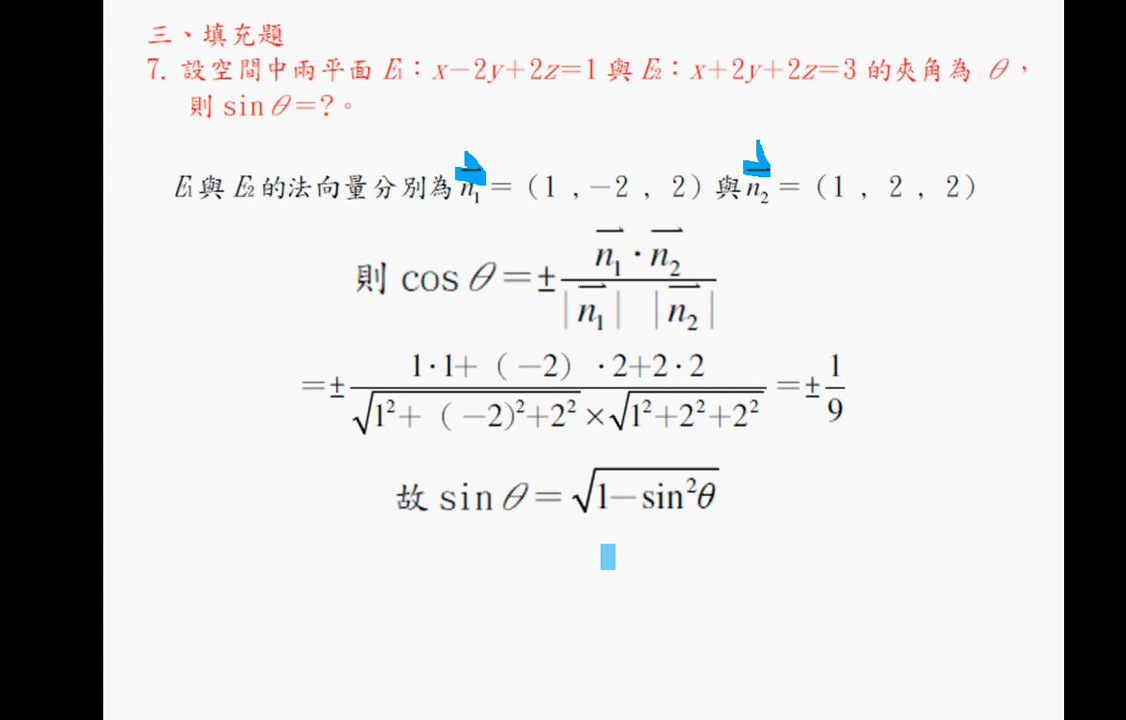 三、填充題
7. 設空間中兩平面 E₁：x－2y＋2z＝1 與 E₂：x＋2y＋2z＝3 的夾角為 θ，
則 sin θ＝?。
E₁與 E₂的法向量分別為 n₁⃗ ＝（1 ,－2 , 2）與 n₂⃗ ＝（1 , 2 , 2）
則 cos θ＝± (n₁⃗ · n₂⃗) / (|n₁⃗| |n₂⃗|)
＝± (1·1＋（－2）·2＋2·2) / (√(1²＋（－2)²＋2²) × √(1²＋2²＋2²)) ＝± 1/9
故 sin θ＝ √(1－sin²θ)